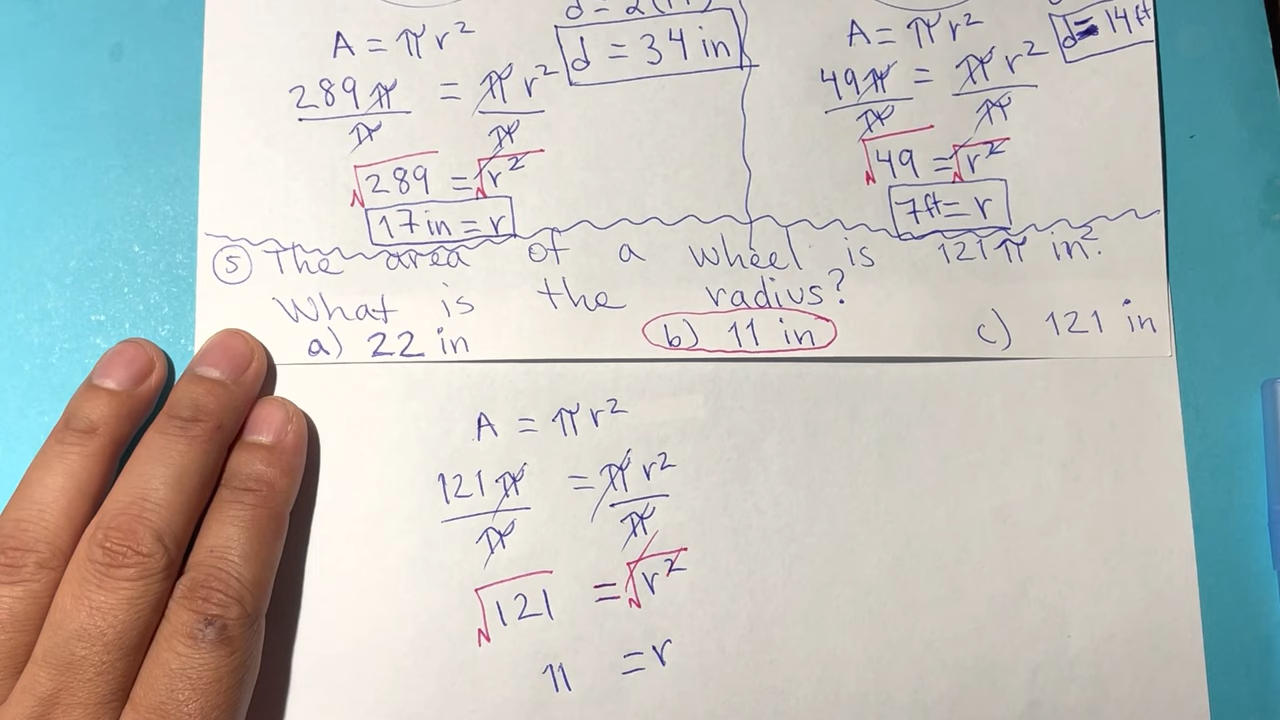 A = πr²
289π = πr²
π π
√289 = √r²
17 in = r
d = 34 in
A = πr²
49π = πr²
π π
√49 = √r²
7 ft = r
d = 14 ft
⑤ The area of a wheel is 121π in².
What is the radius?
a) 22 in b) 11 in c) 121 in
A = πr²
121π = πr²
π π
√121 = √r²
11 = r